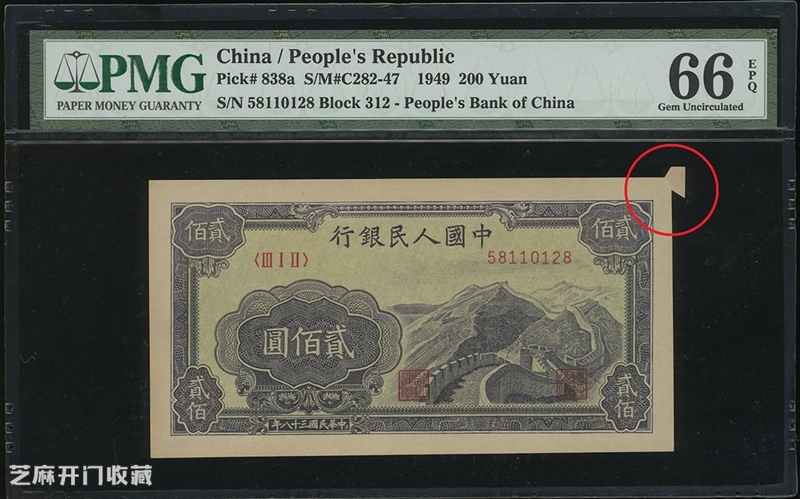 PMG
PAPER MONEY GUARANTY
China / People's Republic
Pick# 838a S/M#C282-47 1949 200 Yuan
S/N 58110128 Block 312 - People's Bank of China
66 EPQ
Gem Uncirculated
行銀民人國中
佰貳
佰貳
〈III I II〉
58110128
圓佰貳
貳佰
貳佰
年八十三國民華中
芝麻开门收藏